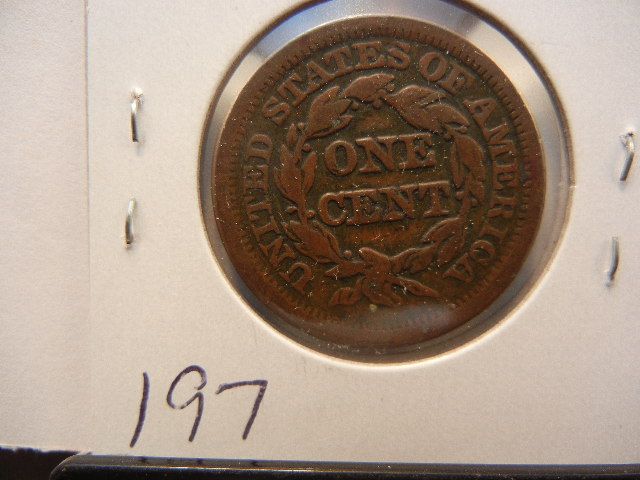 UNITED STATES OF AMERICA
ONE
CENT
197